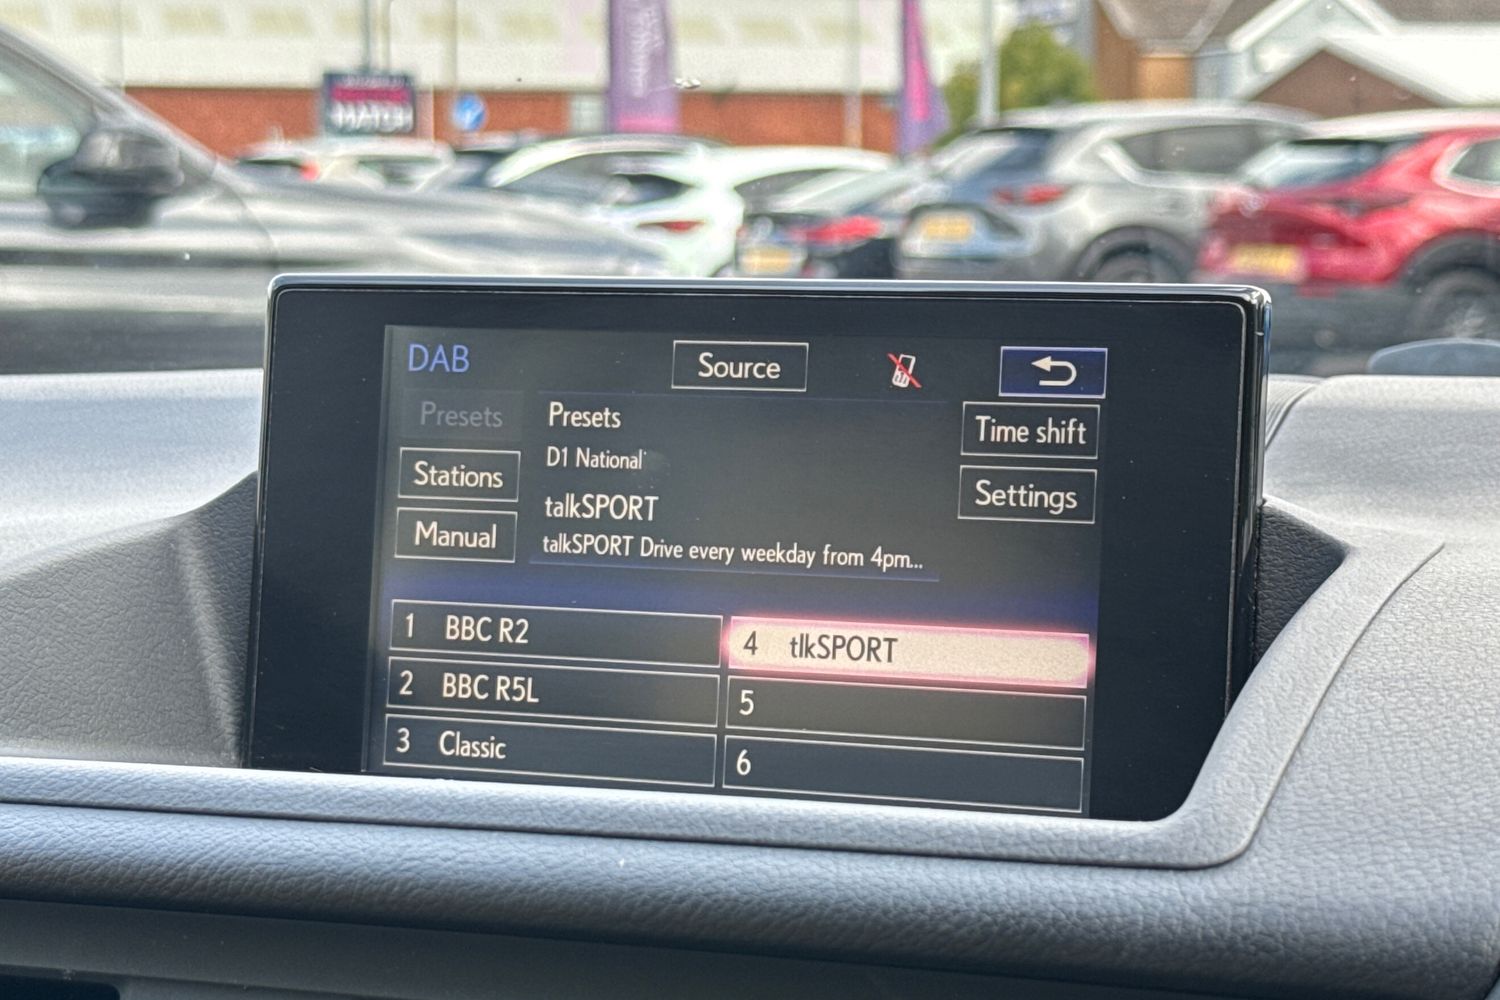 MATCH
DAB
Source
Presets
Presets
Time shift
D1 National
Stations
Settings
talkSPORT
Manual
talkSPORT Drive every weekday from 4pm...
1 BBC R2
4 tlkSPORT
2 BBC R5L
5
3 Classic
6